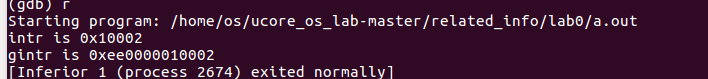 (gdb) r
Starting program: /home/os/ucore_os_lab-master/related_info/lab0/a.out
intr is 0x10002
gintr is 0xee0000010002
[Inferior 1 (process 2674) exited normally]